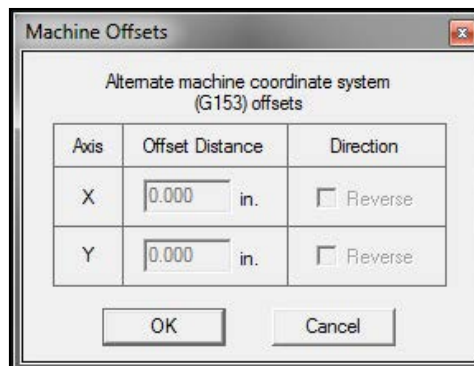 Machine Offsets
Alternate machine coordinate system
(G153) offsets
Axis Offset Distance Direction
X 0.000 in. Reverse
Y 0.000 in. Reverse
OK Cancel